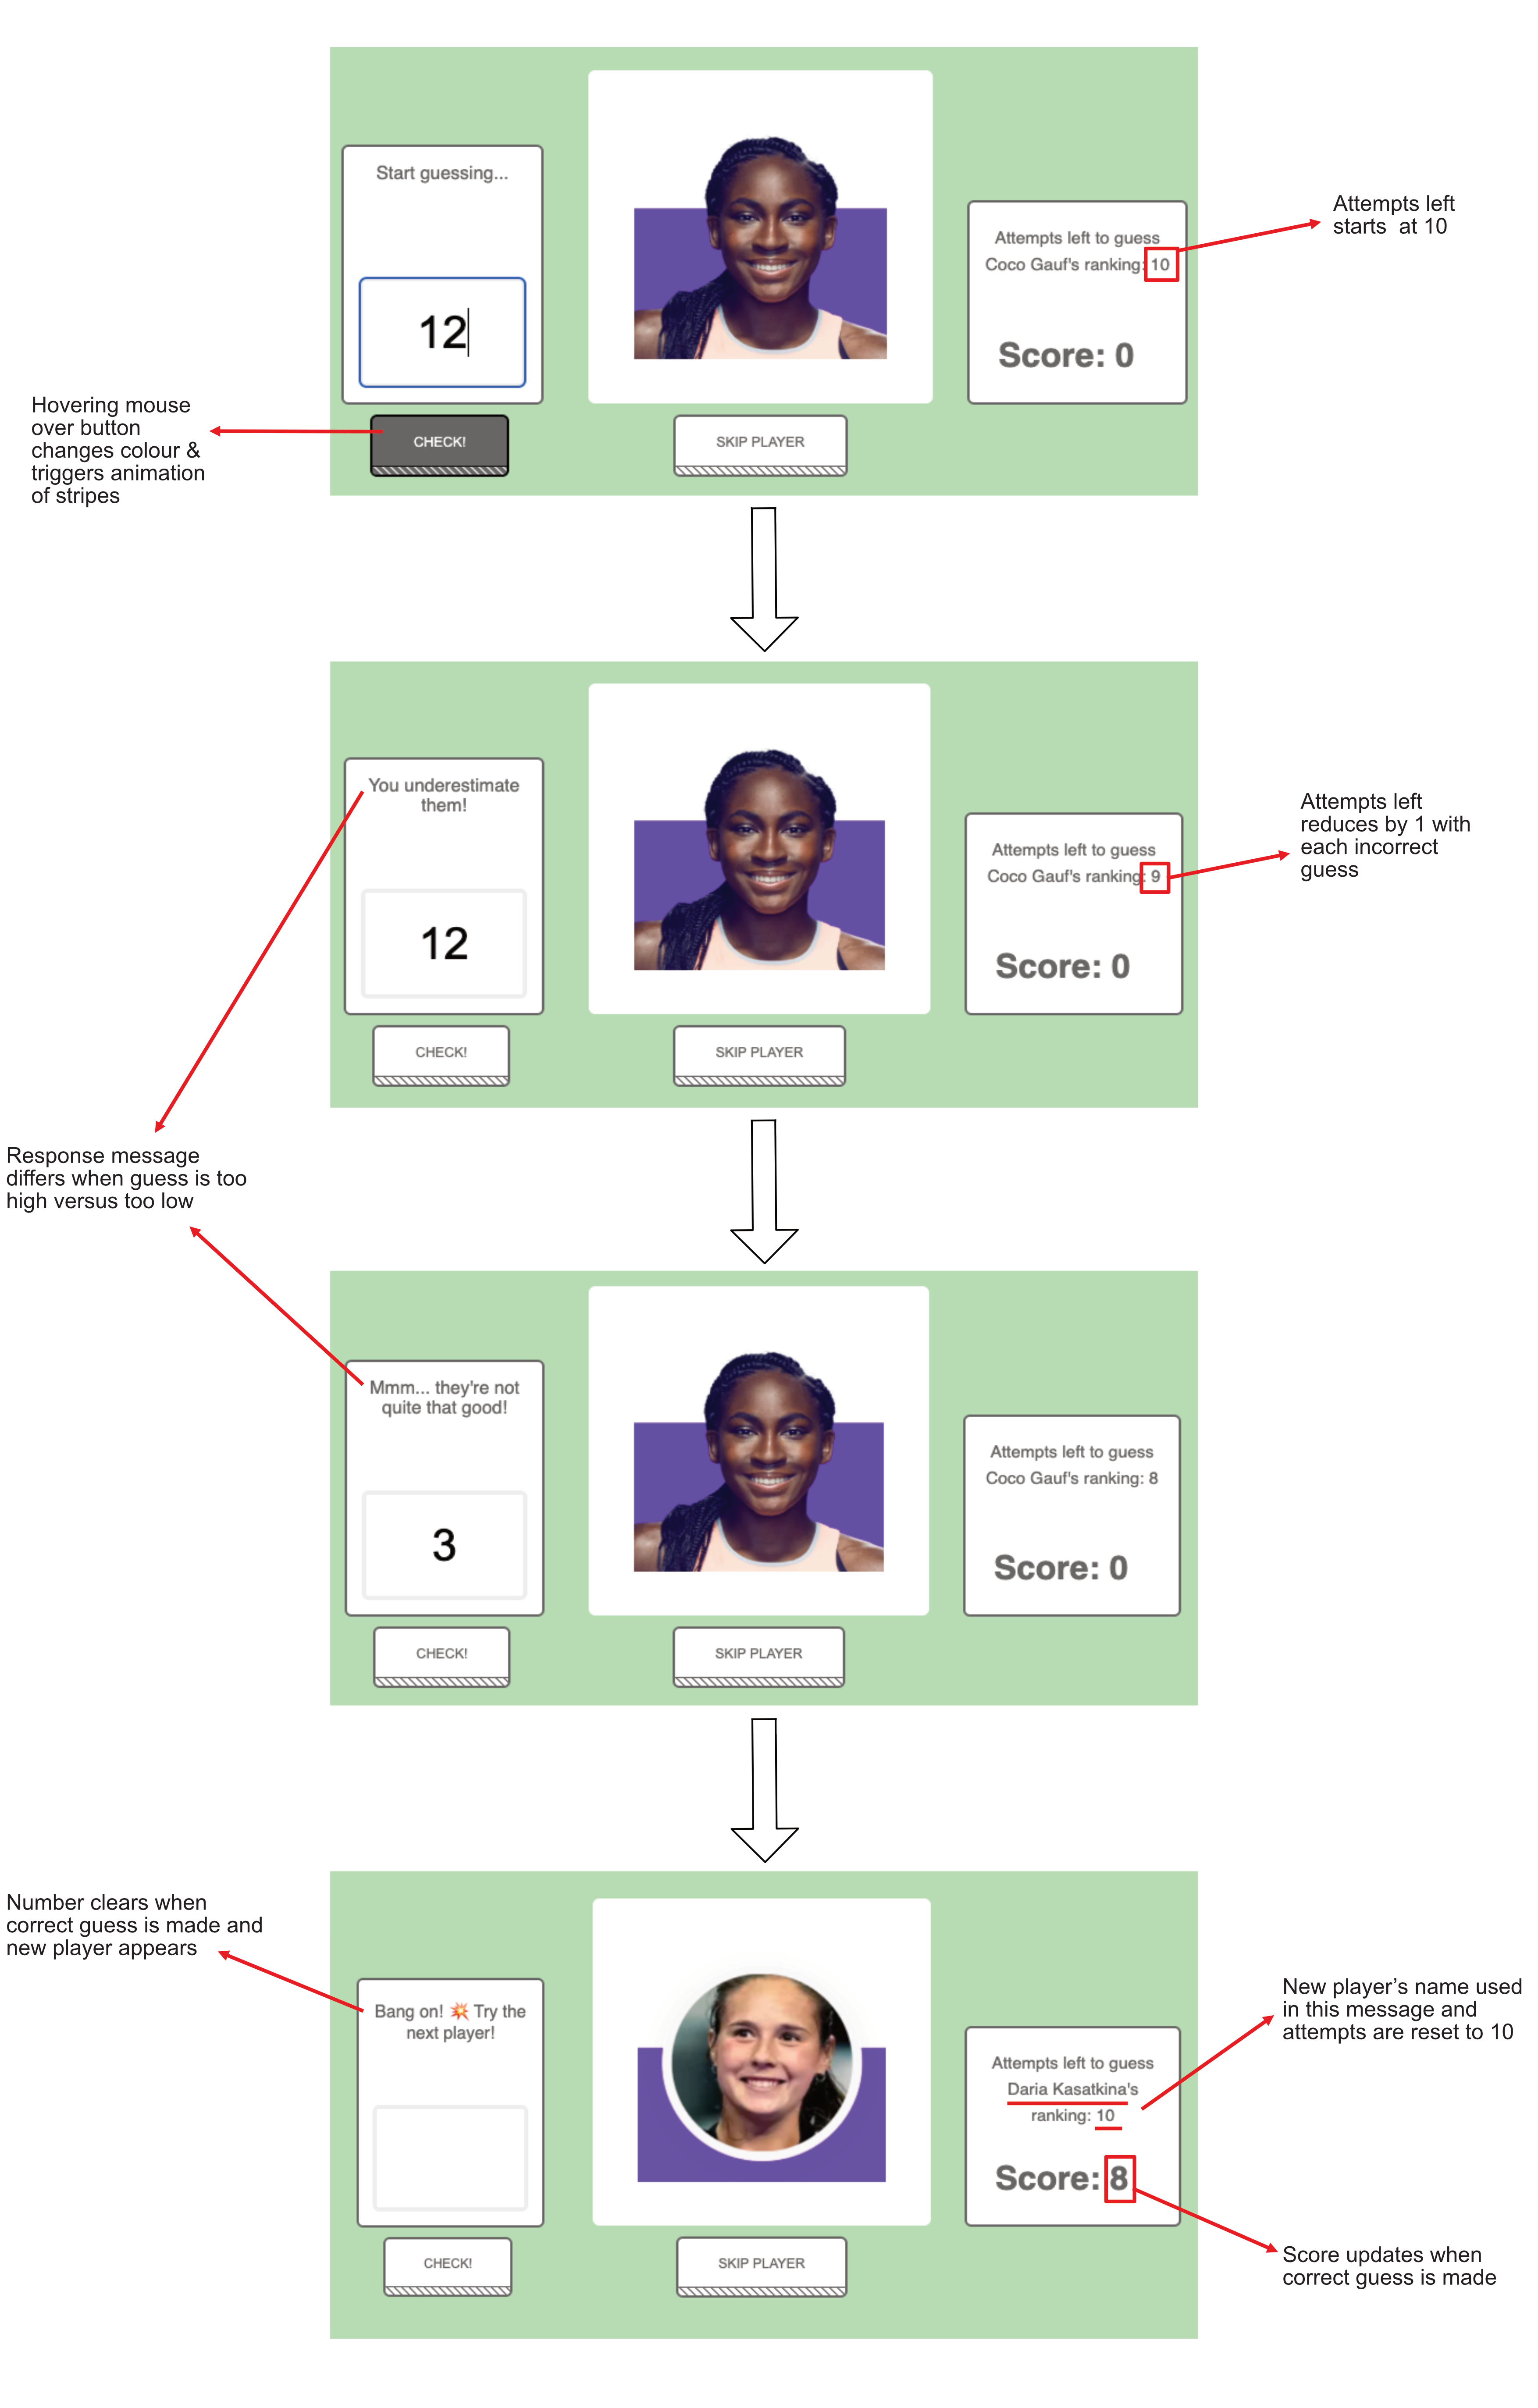 Start guessing...
12
CHECK!
SKIP PLAYER
Attempts left to guess
Coco Gauf's ranking: 10
Score: 0
Attempts left
starts at 10
Hovering mouse
over button
changes colour &
triggers animation
of stripes
You underestimate
them!
12
CHECK!
SKIP PLAYER
Attempts left to guess
Coco Gauf's ranking: 9
Score: 0
Attempts left
reduces by 1 with
each incorrect
guess
Response message
differs when guess is too
high versus too low
Mmm... they're not
quite that good!
3
CHECK!
SKIP PLAYER
Attempts left to guess
Coco Gauf's ranking: 8
Score: 0
Number clears when
correct guess is made and
new player appears
Bang on! 💥 Try the
next player!
CHECK!
SKIP PLAYER
Attempts left to guess
Daria Kasatkina's
ranking: 10
Score: 8
New player’s name used
in this message and
attempts are reset to 10
Score updates when
correct guess is made